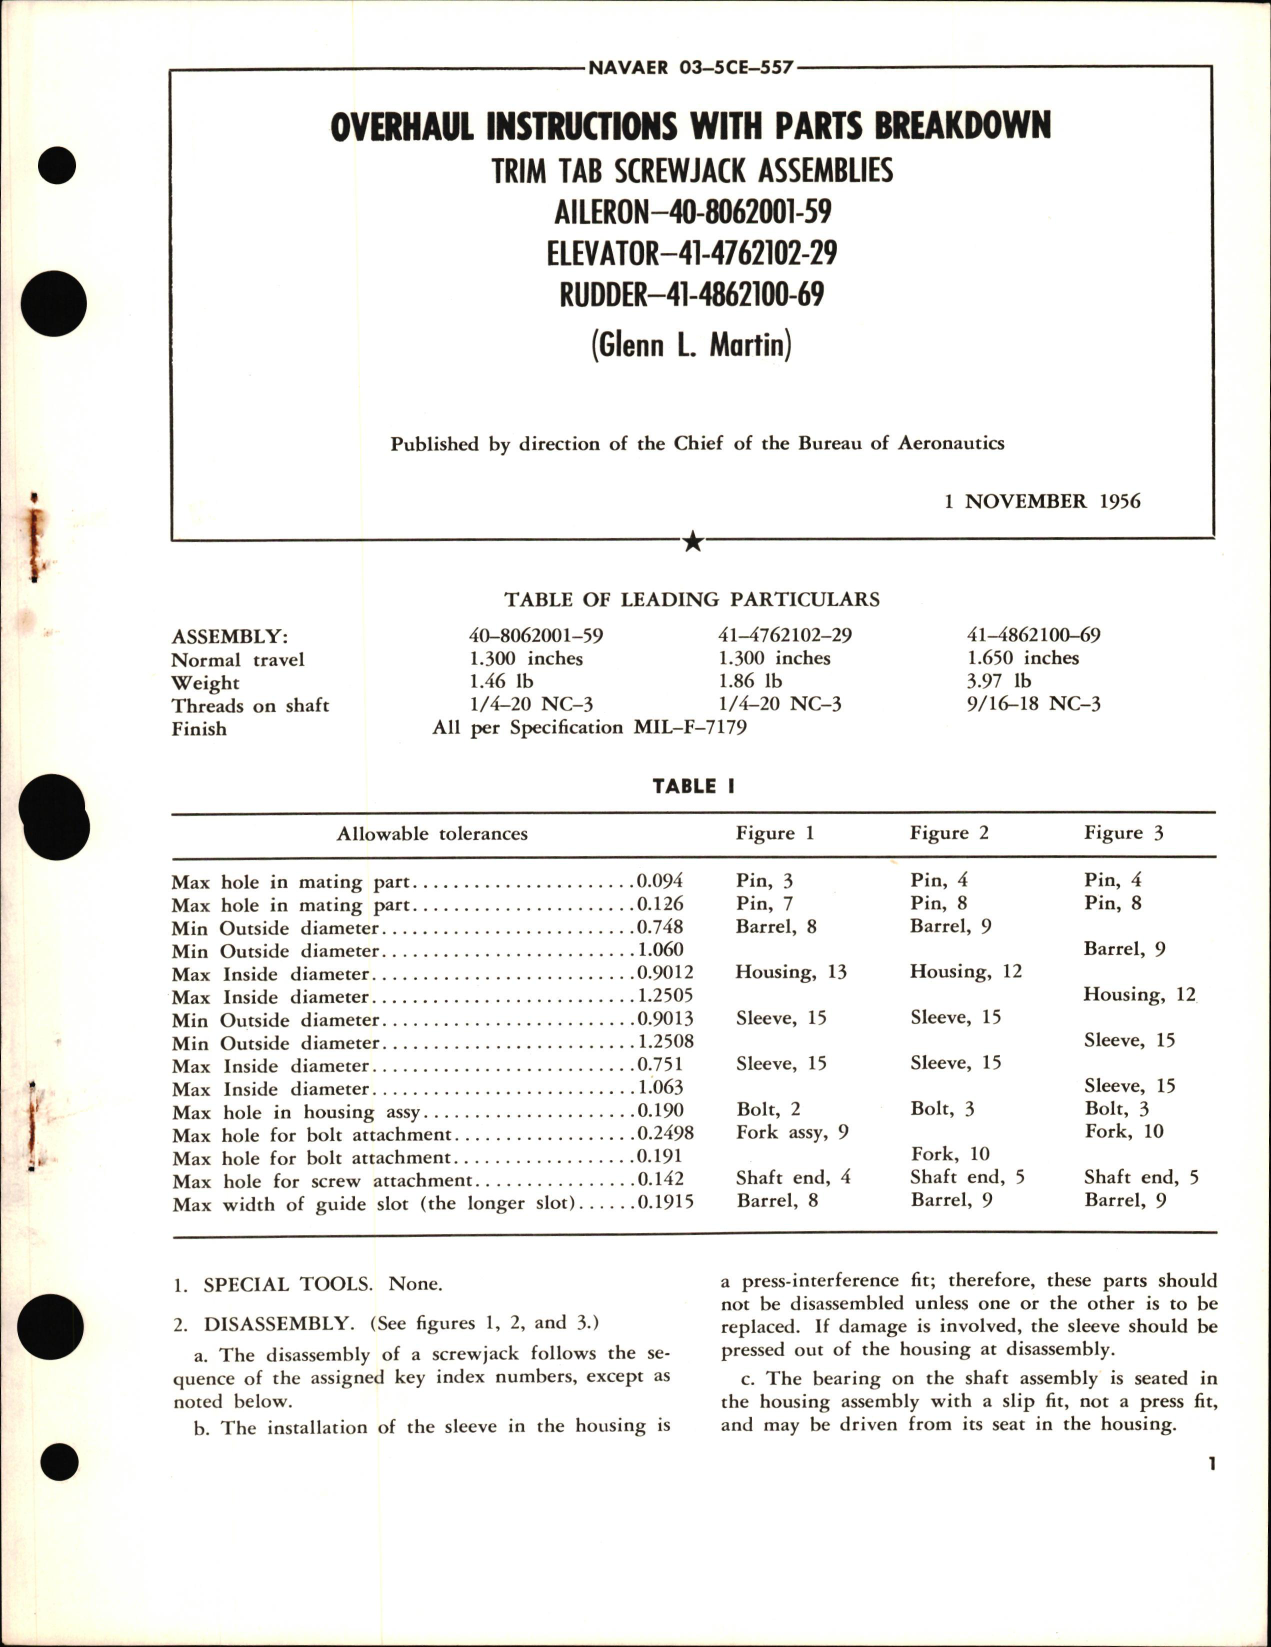 NAVAER 03-5CE-557
OVERHAUL INSTRUCTIONS WITH PARTS BREAKDOWN
TRIM TAB SCREWJACK ASSEMBLIES
AILERON—40-8062001-59
ELEVATOR—41-4762102-29
RUDDER—41-4862100-69
(Glenn L. Martin)
Published by direction of the Chief of the Bureau of Aeronautics
1 NOVEMBER 1956
TABLE OF LEADING PARTICULARS
ASSEMBLY: 40-8062001-59 41-4762102-29 41-4862100-69
Normal travel 1.300 inches 1.300 inches 1.650 inches
Weight 1.46 lb 1.86 lb 3.97 lb
Threads on shaft 1/4-20 NC-3 1/4-20 NC-3 9/16-18 NC-3
Finish All per Specification MIL-F-7179
TABLE I
Allowable tolerances Figure 1 Figure 2 Figure 3
Max hole in mating part......................0.094 Pin, 3 Pin, 4 Pin, 4
Max hole in mating part......................0.126 Pin, 7 Pin, 8 Pin, 8
Min Outside diameter.........................0.748 Barrel, 8 Barrel, 9
Min Outside diameter.........................1.060 Barrel, 9
Max Inside diameter..........................0.9012 Housing, 13 Housing, 12
Max Inside diameter..........................1.2505 Housing, 12
Min Outside diameter.........................0.9013 Sleeve, 15 Sleeve, 15
Min Outside diameter.........................1.2508 Sleeve, 15
Max Inside diameter..........................0.751 Sleeve, 15 Sleeve, 15
Max Inside diameter..........................1.063 Sleeve, 15
Max hole in housing assy.....................0.190 Bolt, 2 Bolt, 3 Bolt, 3
Max hole for bolt attachment..................0.2498 Fork assy, 9 Fork, 10
Max hole for bolt attachment..................0.191 Fork, 10
Max hole for screw attachment................0.142 Shaft end, 4 Shaft end, 5 Shaft end, 5
Max width of guide slot (the longer slot)......0.1915 Barrel, 8 Barrel, 9 Barrel, 9
1. SPECIAL TOOLS. None.
2. DISASSEMBLY. (See figures 1, 2, and 3.)
a. The disassembly of a screwjack follows the se-
quence of the assigned key index numbers, except as
noted below.
b. The installation of the sleeve in the housing is
a press-interference fit; therefore, these parts should
not be disassembled unless one or the other is to be
replaced. If damage is involved, the sleeve should be
pressed out of the housing at disassembly.
c. The bearing on the shaft assembly is seated in
the housing assembly with a slip fit, not a press fit,
and may be driven from its seat in the housing.
1